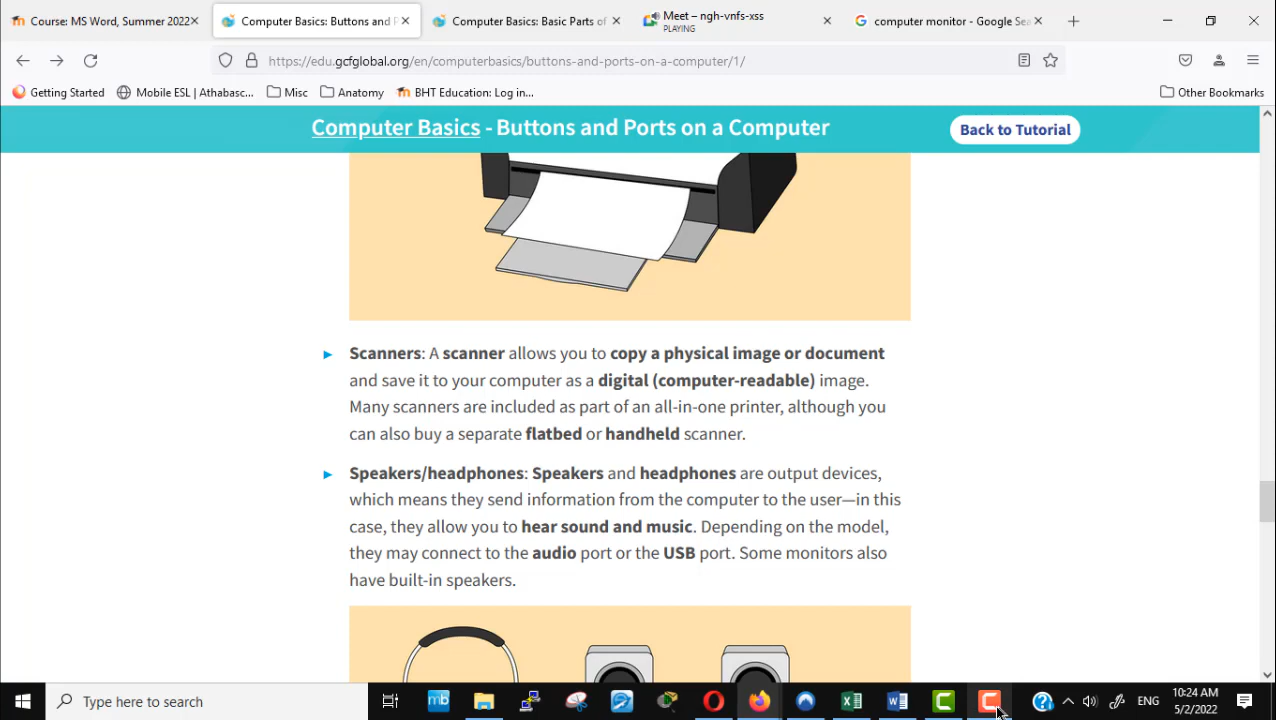 Course: MS Word, Summer 2022
Computer Basics: Buttons and P
Computer Basics: Basic Parts of
Meet – ngh-vnfs-xss
PLAYING
computer monitor - Google Sea
https://edu.gcfglobal.org/en/computerbasics/buttons-and-ports-on-a-computer/1/
Getting Started
Mobile ESL | Athabasc...
Misc
Anatomy
BHT Education: Log in...
Other Bookmarks
Computer Basics - Buttons and Ports on a Computer
Back to Tutorial
Scanners: A scanner allows you to copy a physical image or document
and save it to your computer as a digital (computer-readable) image.
Many scanners are included as part of an all-in-one printer, although you
can also buy a separate flatbed or handheld scanner.
Speakers/headphones: Speakers and headphones are output devices,
which means they send information from the computer to the user—in this
case, they allow you to hear sound and music. Depending on the model,
they may connect to the audio port or the USB port. Some monitors also
have built-in speakers.
Type here to search
mb
ENG
10:24 AM
5/2/2022